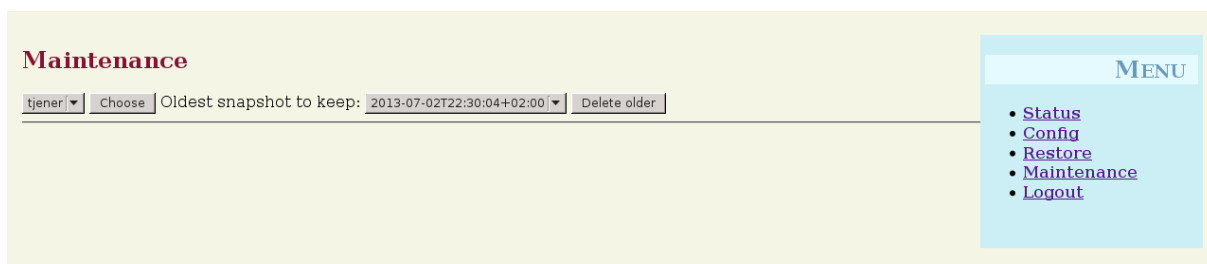 Maintenance
tjener Choose Oldest snapshot to keep: 2013-07-02T22:30:04+02:00 Delete older
MENU
Status
Config
Restore
Maintenance
Logout